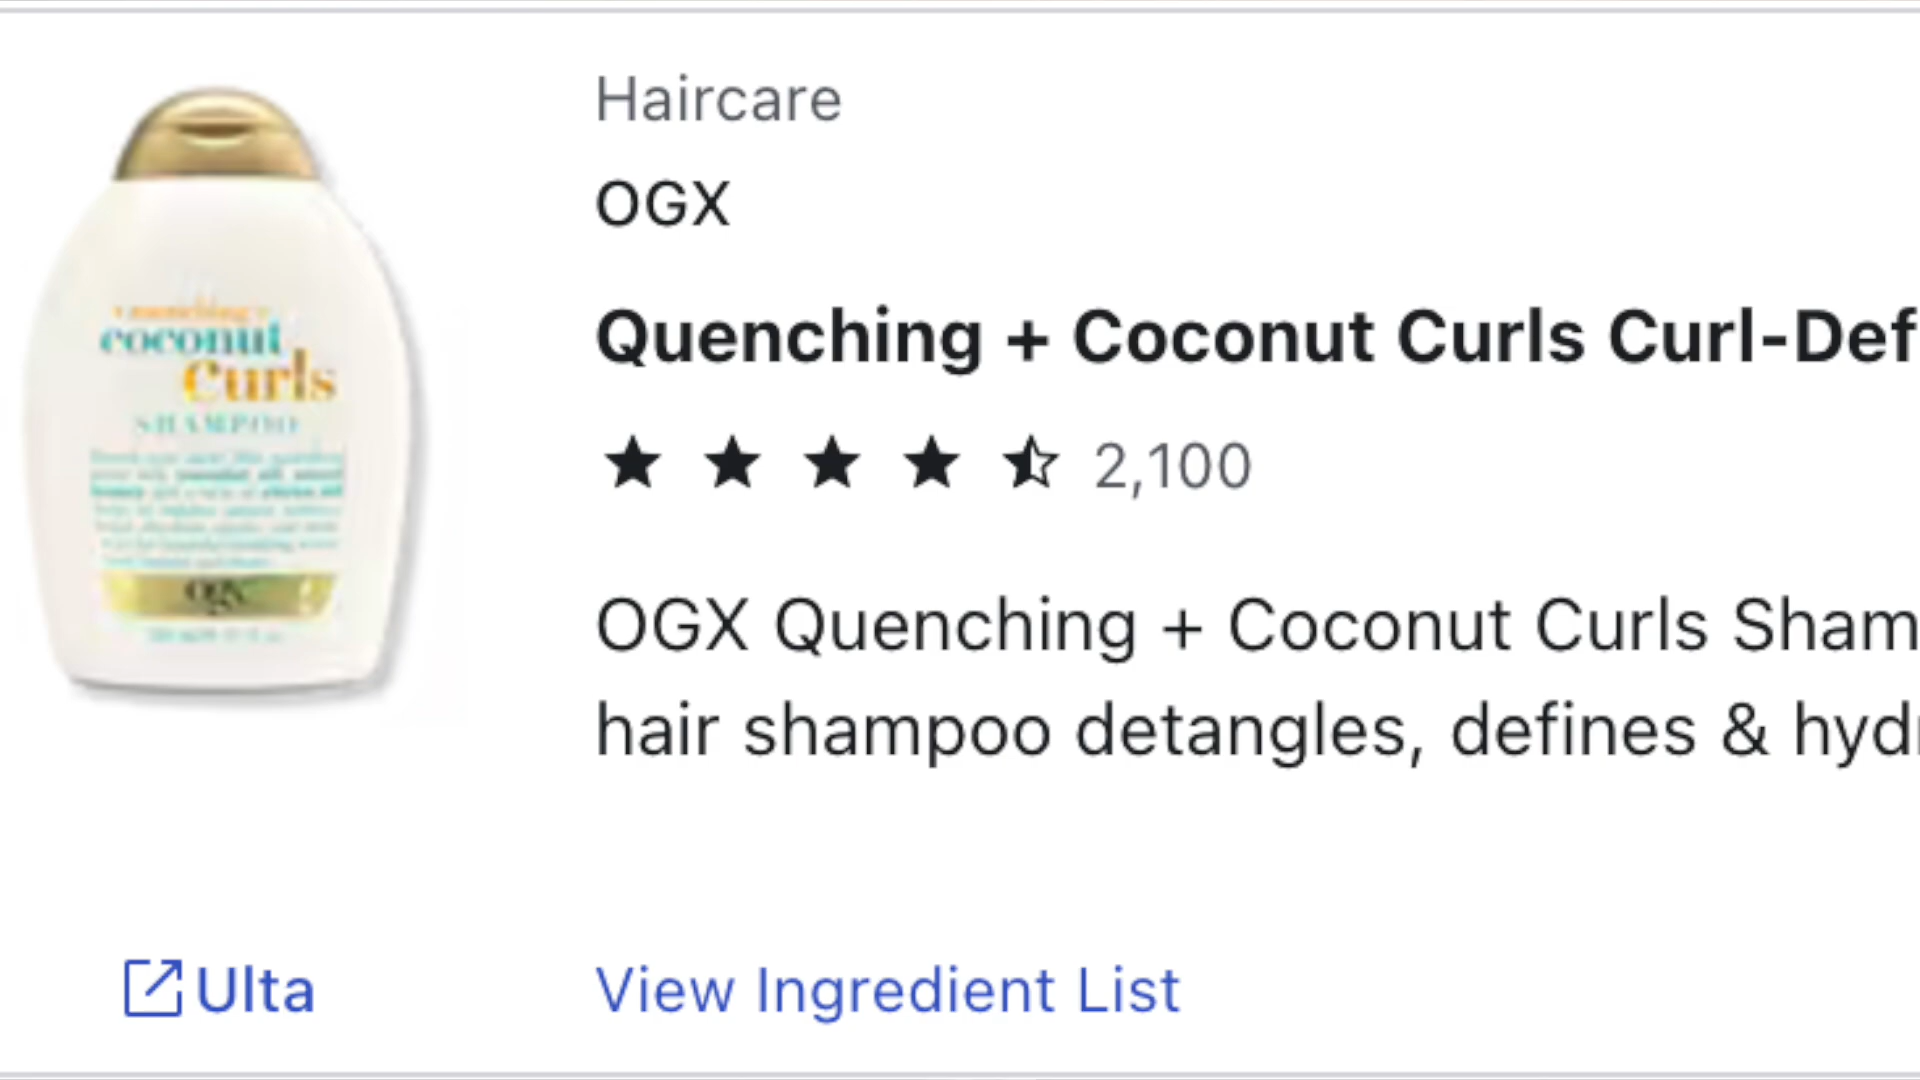 coconut
Curls
SHAMPOO
OGX
Haircare
OGX
Quenching + Coconut Curls Curl-Def
2,100
OGX Quenching + Coconut Curls Sham
hair shampoo detangles, defines & hyd
Ulta
View Ingredient List